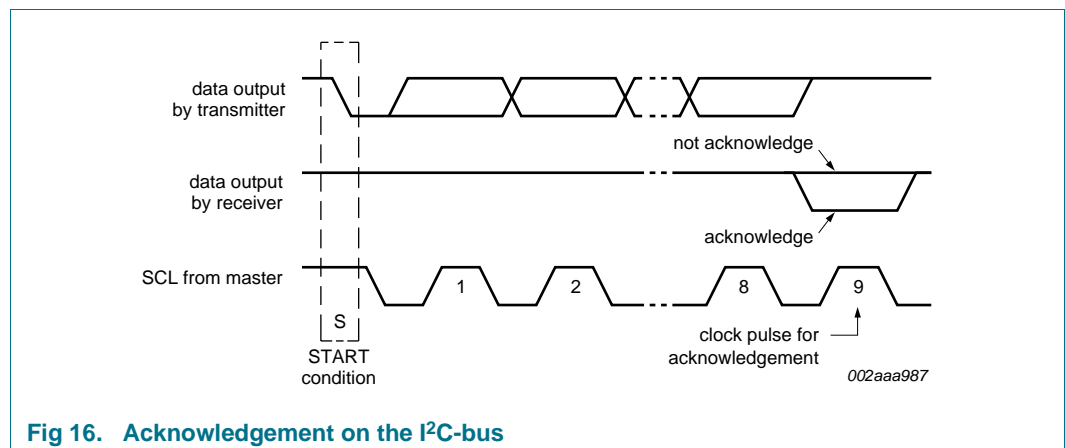 data output
by transmitter
not acknowledge
data output
by receiver
acknowledge
SCL from master
1
2
8
9
S
START
condition
clock pulse for
acknowledgement
002aaa987
Fig 16. Acknowledgement on the I²C-bus